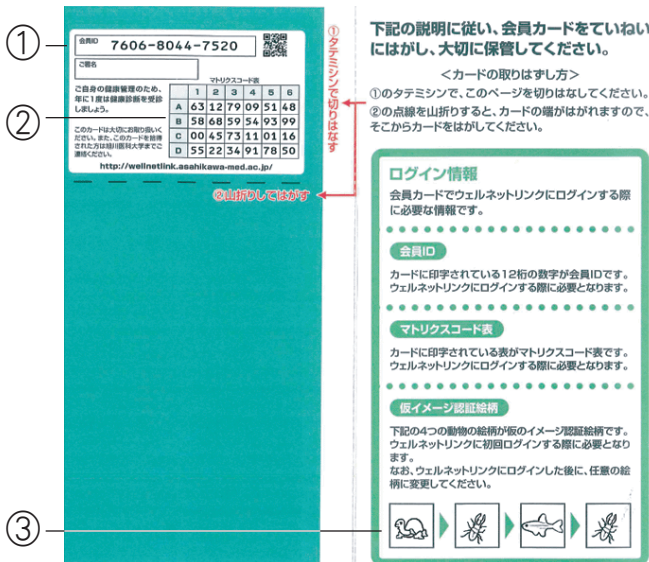 ①
会員ID 7606-8044-7520
ご署名
ご自身の健康管理のため、
年に1度は健康診断を受診
しましょう。
このカードは大切にお取り扱いく
ださい。また、このカードを拾得
された方は旭川医科大学までご
連絡ください。
②
マトリクスコード表
1 2 3 4 5 6
A 63 12 79 09 51 48
B 58 68 59 54 93 99
C 00 45 73 11 01 16
D 55 22 34 91 78 50
http://wellnetlink.asahikawa-med.ac.jp/
①タテミシンで切りはなす
②山折りしてはがす
③
下記の説明に従い、会員カードをていねい
にはがし、大切に保管してください。
<カードの取りはずし方>
①のタテミシンで、このページを切りはなしてください。
②の点線を山折りすると、カードの端がはがれますので、
そこからカードをはがしてください。
ログイン情報
会員カードでウェルネットリンクにログインする際
に必要な情報です。
会員ID
カードに印字されている12桁の数字が会員IDです。
ウェルネットリンクにログインする際に必要となります。
マトリクスコード表
カードに印字されている表がマトリクスコード表です。
ウェルネットリンクにログインする際に必要となります。
仮イメージ認証絵柄
下記の4つの動物の絵柄が仮のイメージ認証絵柄です。
ウェルネットリンクに初回ログインする際に必要となり
ます。
なお、ウェルネットリンクにログインした後に、任意の絵
柄に変更してください。